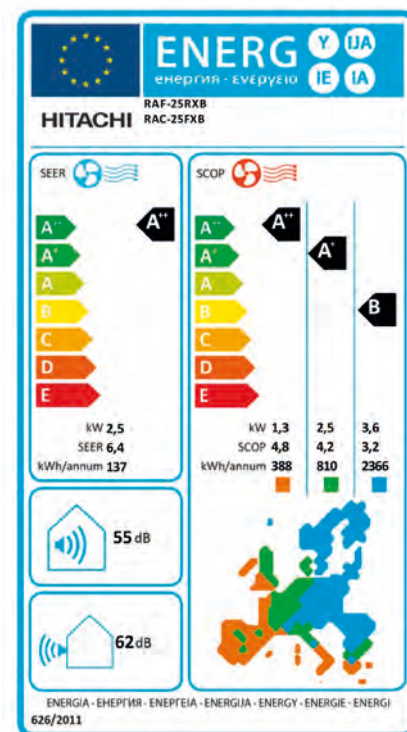 ENERG Y IJA
енергия · ενεργεια IE IA
HITACHI RAF-25RXB
RAC-25FXB
SEER
A++
A++
A+
A
B
C
D
E
kW 2,5
SEER 6,4
kWh/annum 137
SCOP
A++
A++
A+
A+
A
B
B
C
D
E
kW 1,3 2,5 3,6
SCOP 4,8 4,2 3,2
kWh/annum 388 810 2366
55 dB
62 dB
ENERGIA - ЕНЕРГИЯ - ΕΝΕΡΓΕΙΑ - ENERGIJA - ENERGY - ENERGIE - ENERGI
626/2011